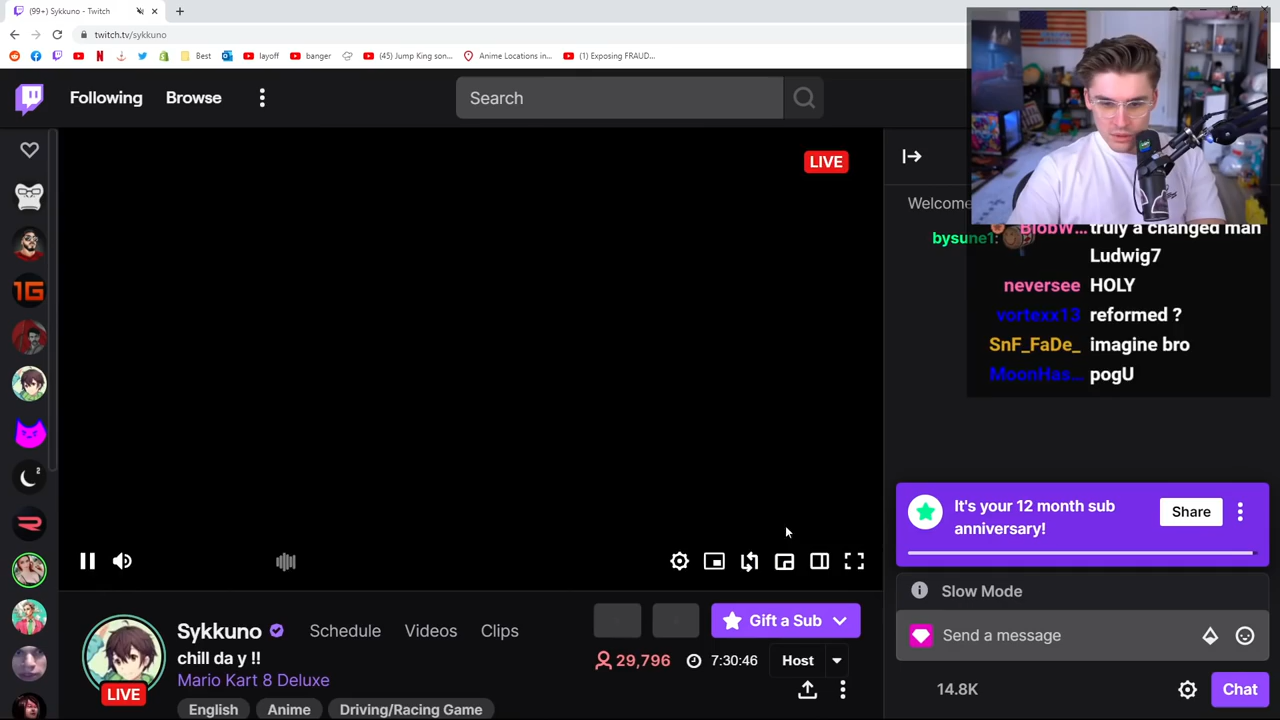 (99+) Sykkuno - Twitch
twitch.tv/sykkuno
Best
layoff
banger
(45) Jump King son...
Anime Locations in...
(1) Exposing FRAUD...
Following
Browse
Search
LIVE
1G
Welcome
bysune1:
BlobW... truly a changed man
Ludwig7
neversee HOLY
vortexx13 reformed ?
SnF_FaDe_ imagine bro
MoonHas... pogU
It's your 12 month sub
anniversary!
Share
Slow Mode
Send a message
14.8K
Chat
Sykkuno
Schedule
Videos
Clips
Gift a Sub
chill da y !!
29,796
7:30:46
Host
Mario Kart 8 Deluxe
LIVE
English
Anime
Driving/Racing Game